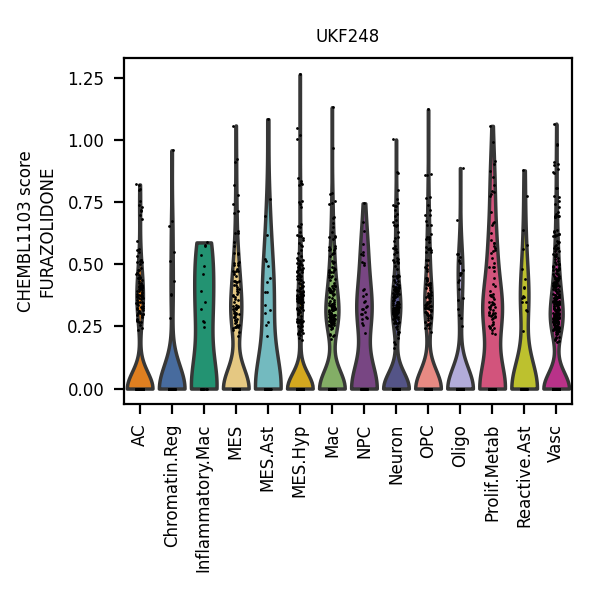 UKF248
CHEMBL1103 score
FURAZOLIDONE
1.25
1.00
0.75
0.50
0.25
0.00
AC
Chromatin.Reg
Inflammatory.Mac
MES
MES.Ast
MES.Hyp
Mac
NPC
Neuron
OPC
Oligo
Prolif.Metab
Reactive.Ast
Vasc